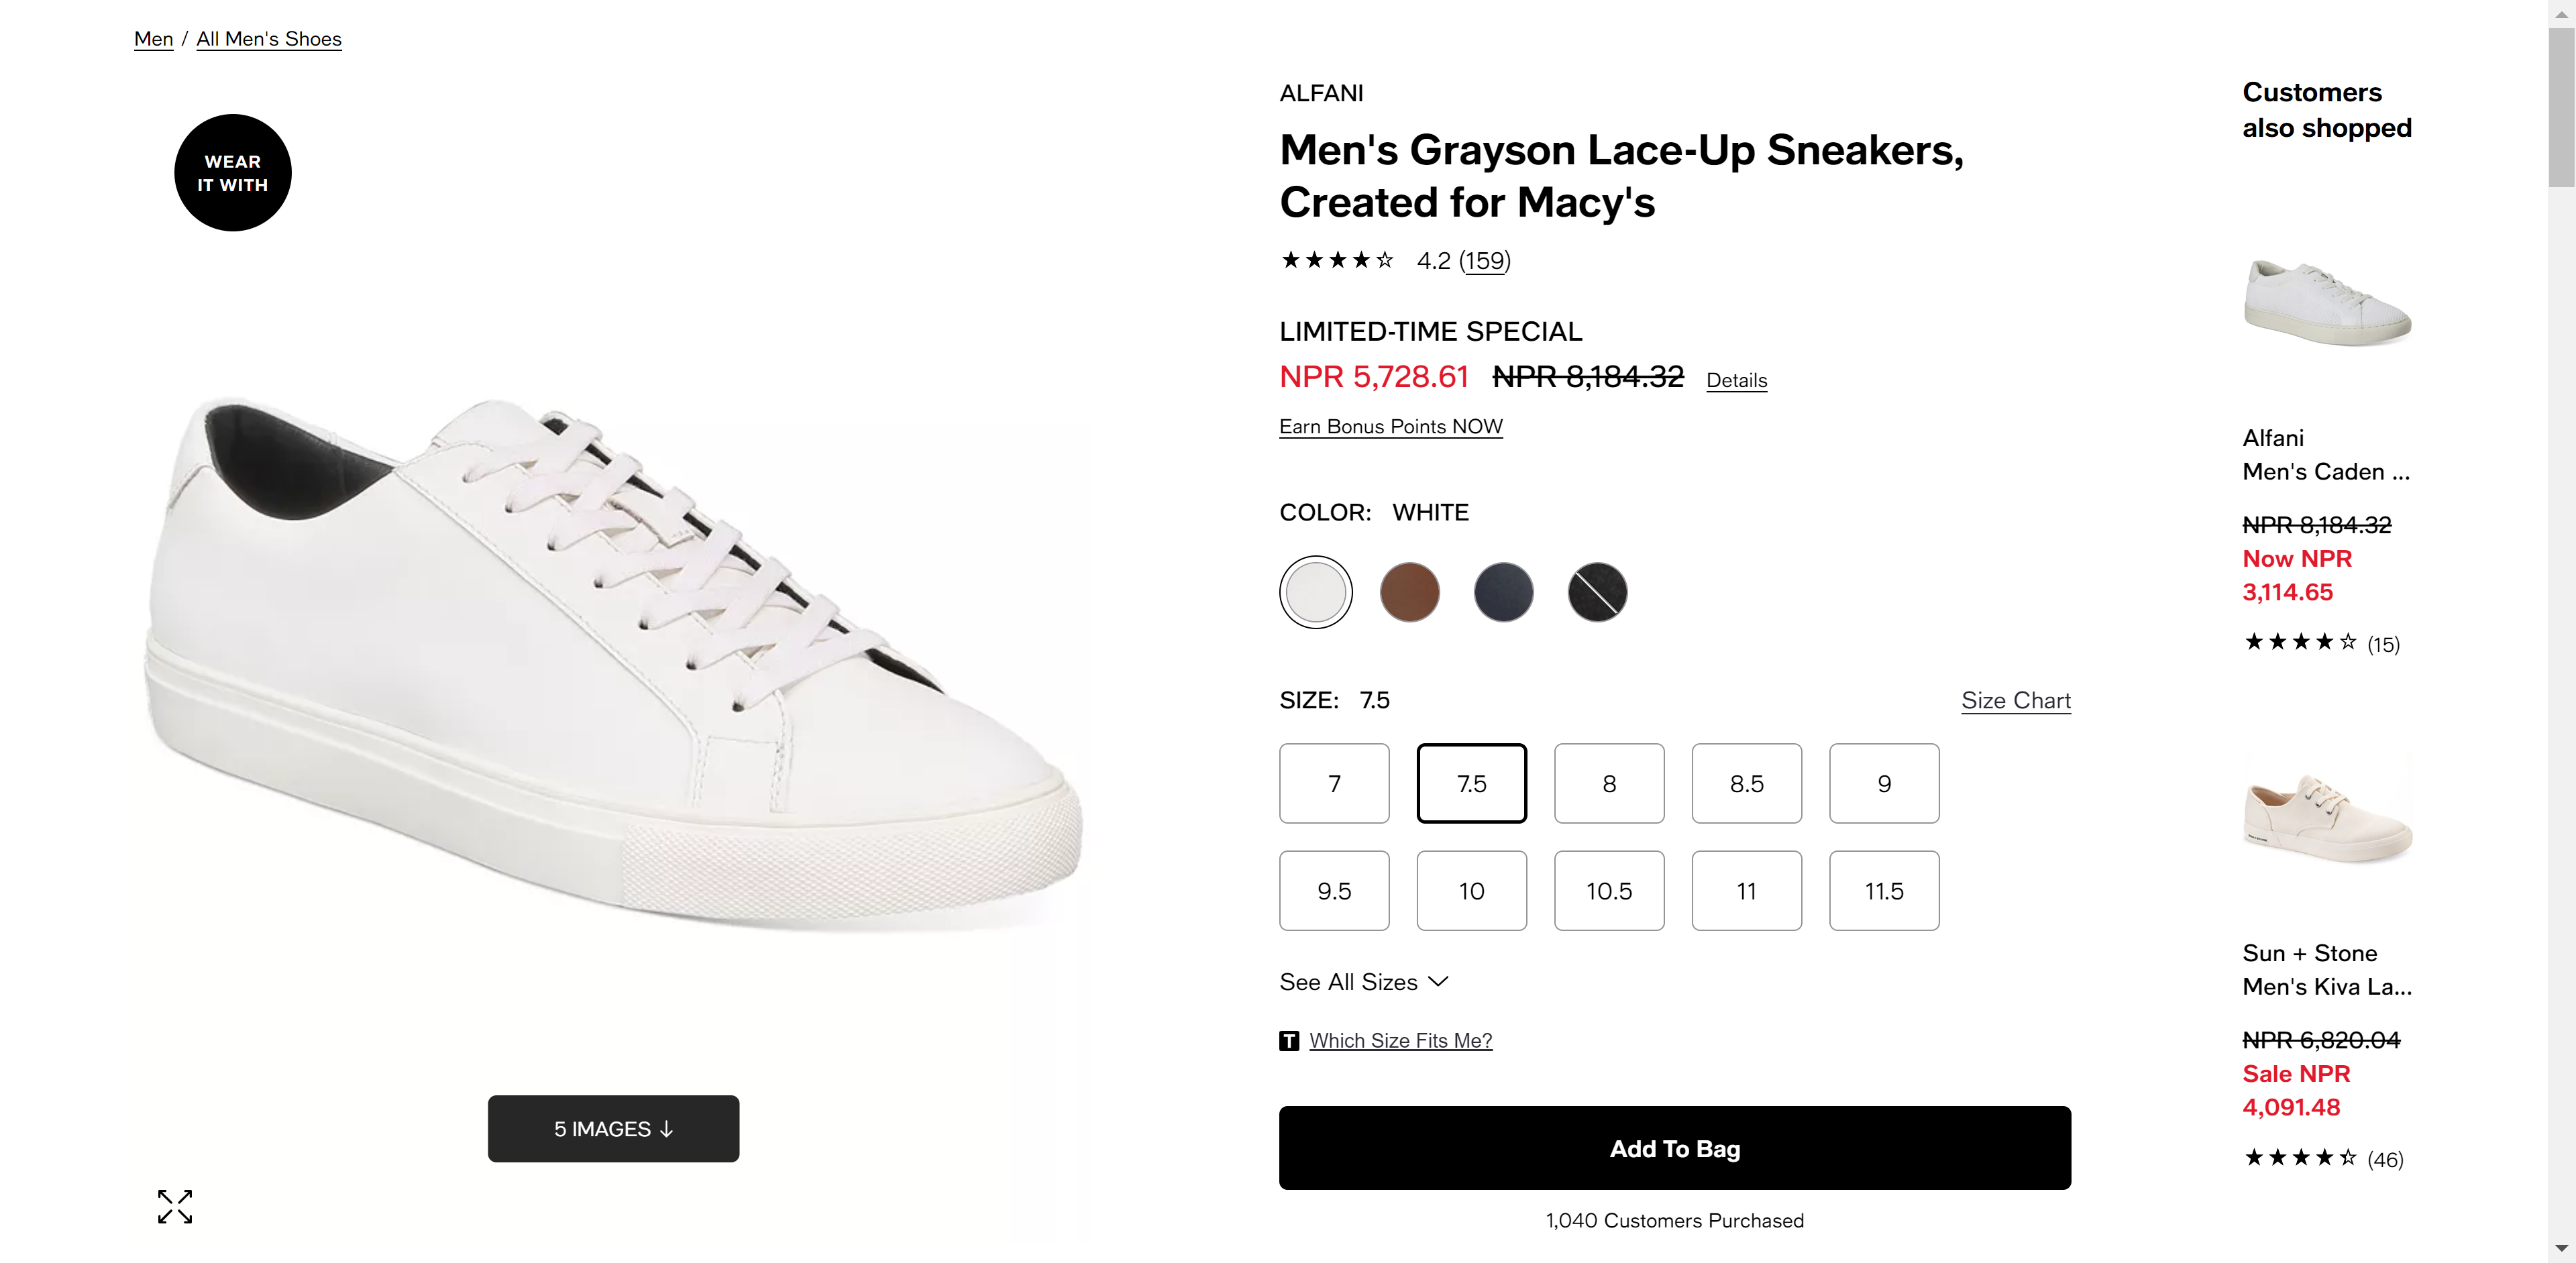 Men / All Men's Shoes
WEAR
IT WITH
5 IMAGES ↓
ALFANI
Men's Grayson Lace-Up Sneakers,
Created for Macy's
★★★★☆ 4.2 (159)
LIMITED-TIME SPECIAL
NPR 5,728.61 NPR 8,184.32 Details
Earn Bonus Points NOW
COLOR: WHITE
SIZE: 7.5 Size Chart
7 7.5 8 8.5 9
9.5 10 10.5 11 11.5
See All Sizes
T Which Size Fits Me?
Add To Bag
1,040 Customers Purchased
Customers
also shopped
Alfani
Men's Caden ...
NPR 8,184.32
Now NPR
3,114.65
★★★★☆ (15)
Sun + Stone
Men's Kiva La...
NPR 6,820.04
Sale NPR
4,091.48
★★★★☆ (46)